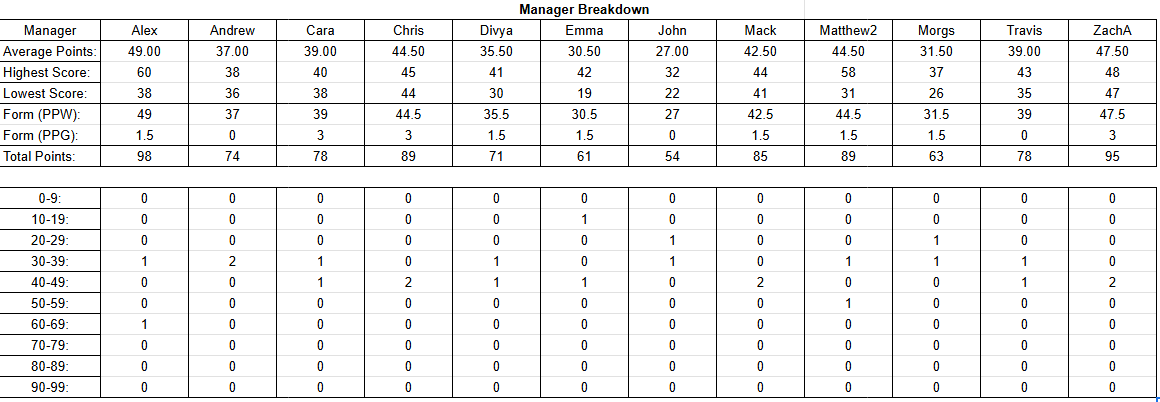 Manager Breakdown
Manager Alex Andrew Cara Chris Divya Emma John Mack Matthew2 Morgs Travis ZachA
Average Points: 49.00 37.00 39.00 44.50 35.50 30.50 27.00 42.50 44.50 31.50 39.00 47.50
Highest Score: 60 38 40 45 41 42 32 44 58 37 43 48
Lowest Score: 38 36 38 44 30 19 22 41 31 26 35 47
Form (PPW): 49 37 39 44.5 35.5 30.5 27 42.5 44.5 31.5 39 47.5
Form (PPG): 1.5 0 3 3 1.5 1.5 0 1.5 1.5 1.5 0 3
Total Points: 98 74 78 89 71 61 54 85 89 63 78 95
0-9: 0 0 0 0 0 0 0 0 0 0 0 0
10-19: 0 0 0 0 0 1 0 0 0 0 0 0
20-29: 0 0 0 0 0 0 1 0 0 1 0 0
30-39: 1 2 1 0 1 0 1 0 1 1 1 0
40-49: 0 0 1 2 1 1 0 2 0 0 1 2
50-59: 0 0 0 0 0 0 0 0 1 0 0 0
60-69: 1 0 0 0 0 0 0 0 0 0 0 0
70-79: 0 0 0 0 0 0 0 0 0 0 0 0
80-89: 0 0 0 0 0 0 0 0 0 0 0 0
90-99: 0 0 0 0 0 0 0 0 0 0 0 0